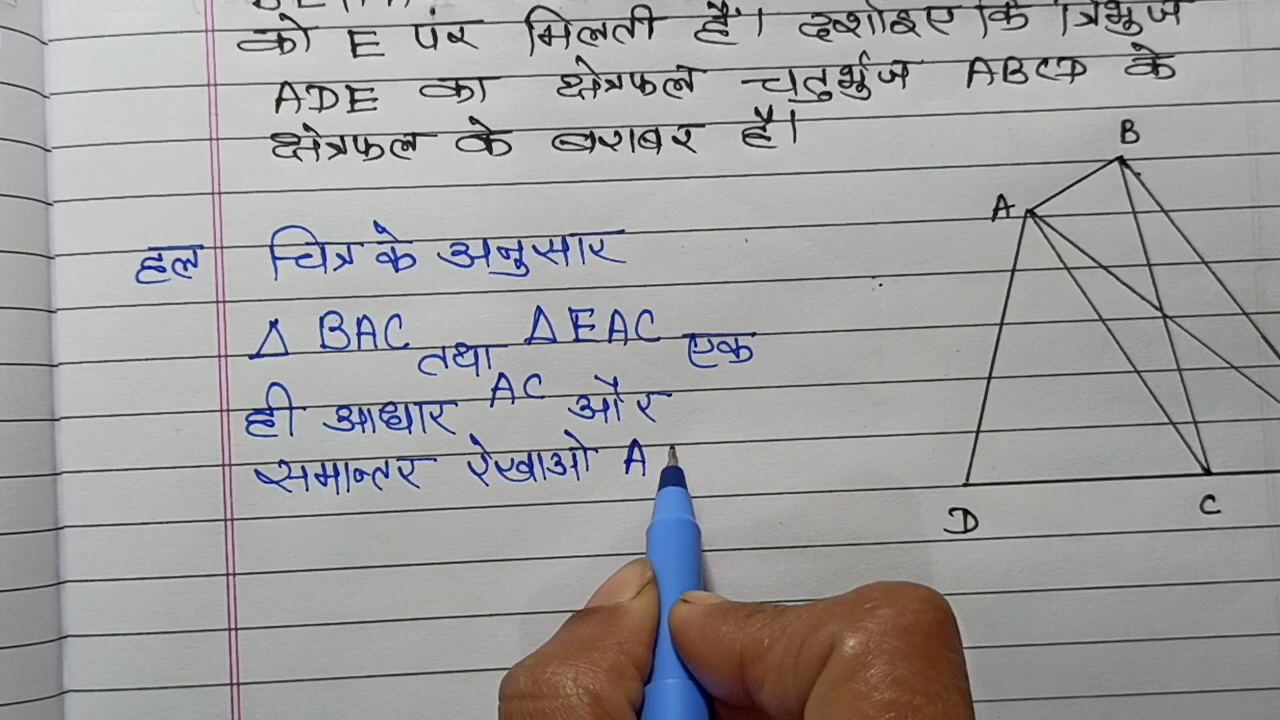 को E पर मिलती है। दर्शाइए कि त्रिभुज
ADE का क्षेत्रफल चतुर्भुज ABCD के
क्षेत्रफल के बराबर है।
हल चित्र के अनुसार
Δ BAC तथा Δ EAC एक
ही आधार AC और
समान्तर रेखाओ A
B
A
D
C